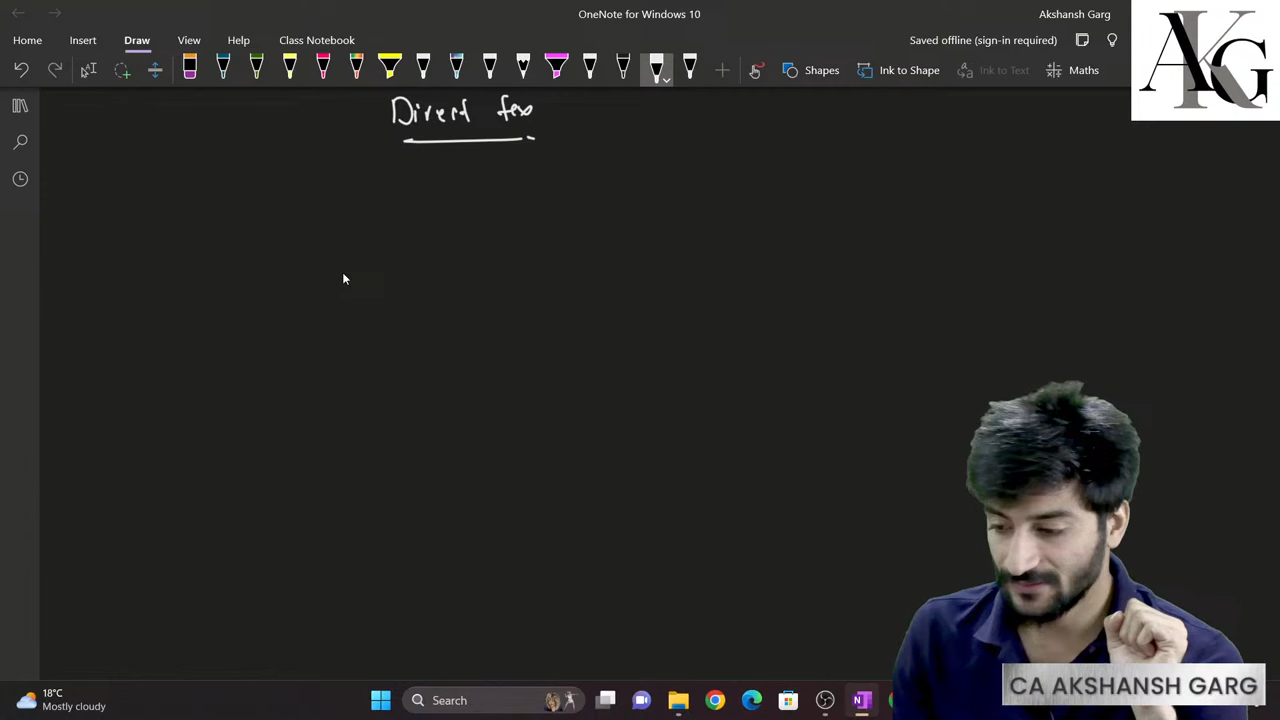 OneNote for Windows 10
Akshansh Garg
Home Insert Draw View Help Class Notebook
Saved offline (sign-in required)
Shapes Ink to Shape Ink to Text Maths
AKG
Direct
18°C
Mostly cloudy
Search
CA AKSHANSH GARG